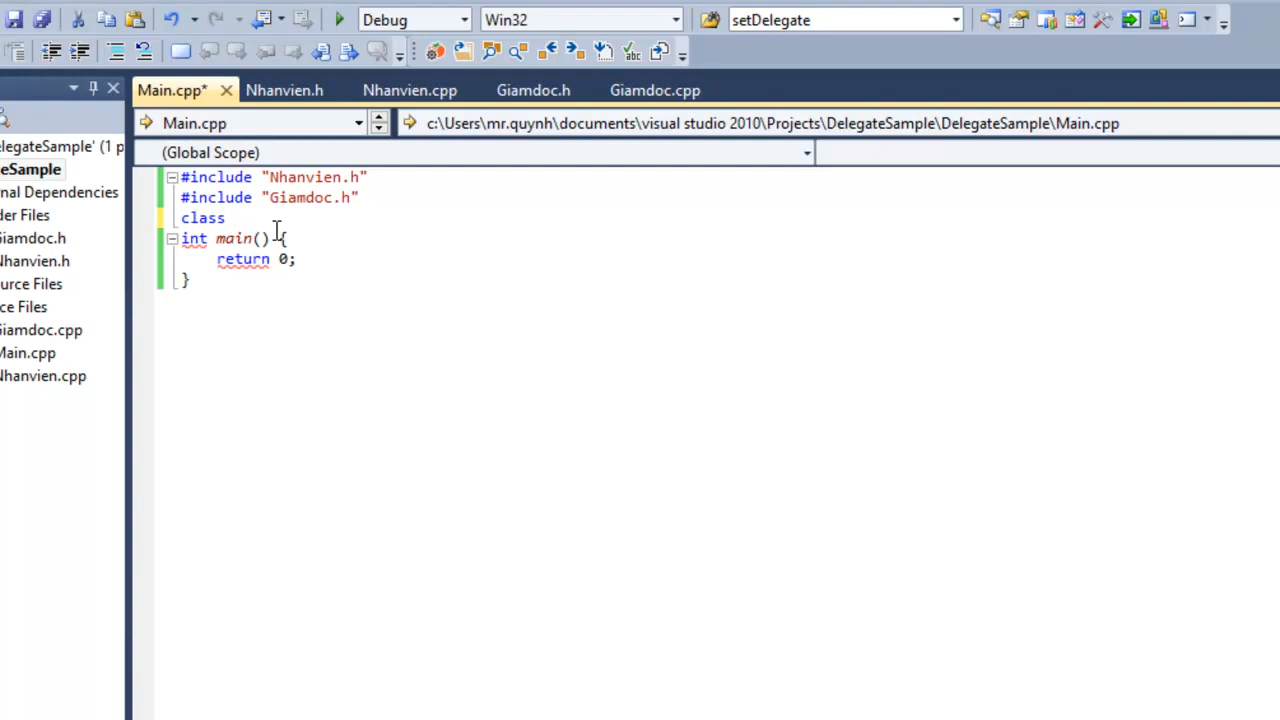 Debug
Win32
setDelegate
Main.cpp*
Nhanvien.h
Nhanvien.cpp
Giamdoc.h
Giamdoc.cpp
Main.cpp
c:\Users\mr.quynh\documents\visual studio 2010\Projects\DelegateSample\DelegateSample\Main.cpp
(Global Scope)
elegateSample' (1 p
eSample
nal Dependencies
der Files
Giamdoc.h
Nhanvien.h
urce Files
ce Files
Giamdoc.cpp
Main.cpp
Nhanvien.cpp
#include "Nhanvien.h"
#include "Giamdoc.h"
class
int main() {
return 0;
}